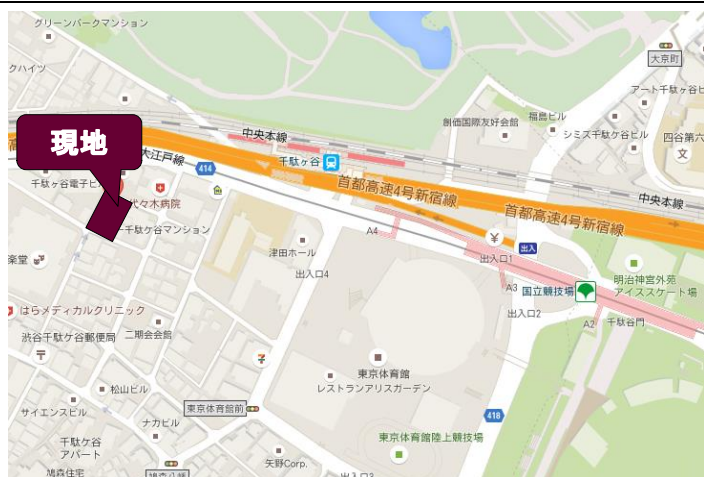 グリーンパークマンション
大京町
クハイツ
アート千駄ヶ谷ヒ
創価国際友好会館
福島ビル
シミズ千駄ケ谷ビル
四谷第六
文
中央本線
現地
大江戸線
414
千駄ヶ谷
首都高速4号新宿線
中央本線
千駄ケ谷電子ビ
代々木病院
首都高速4号新宿線
千駄ケ谷マンション
A4
津田ホール
出入
出入口1
楽堂
出入口4
明治神宮外苑
アイススケート場
国立競技場
A3
はらメディカルクリニック
出入口2
A2
千駄谷門
渋谷千駄ケ谷郵便局
二期会会館
東京体育館
レストランアリスガーデン
松山ビル
サイエンスビル
東京体育館前
418
ナカビル
東京体育館陸上競技場
千駄ケ谷
アパート
矢野Corp.
鳩森住宅
鳩森八幡
出入口3